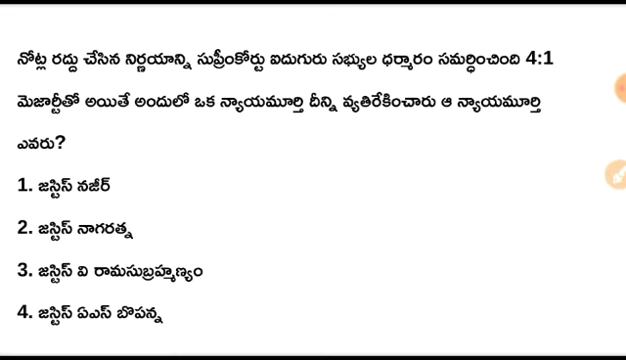 నోట్ల రద్దు చేసిన నిర్ణయాన్ని సుప్రీంకోర్టు ఐదుగురు సభ్యుల ధర్మారం సమర్ధించింది 4:1
మెజార్టీతో అయితే అందులో ఒక న్యాయమూర్తి దీన్ని వ్యతిరేకించారు ఆ న్యాయమూర్తి
ఎవరు?
1. జస్టిస్ నజీర్
2. జస్టిస్ నాగరత్న
3. జస్టిస్ వి రామసుబ్రహ్మణ్యం
4. జస్టిస్ ఏఎస్ బొపన్న